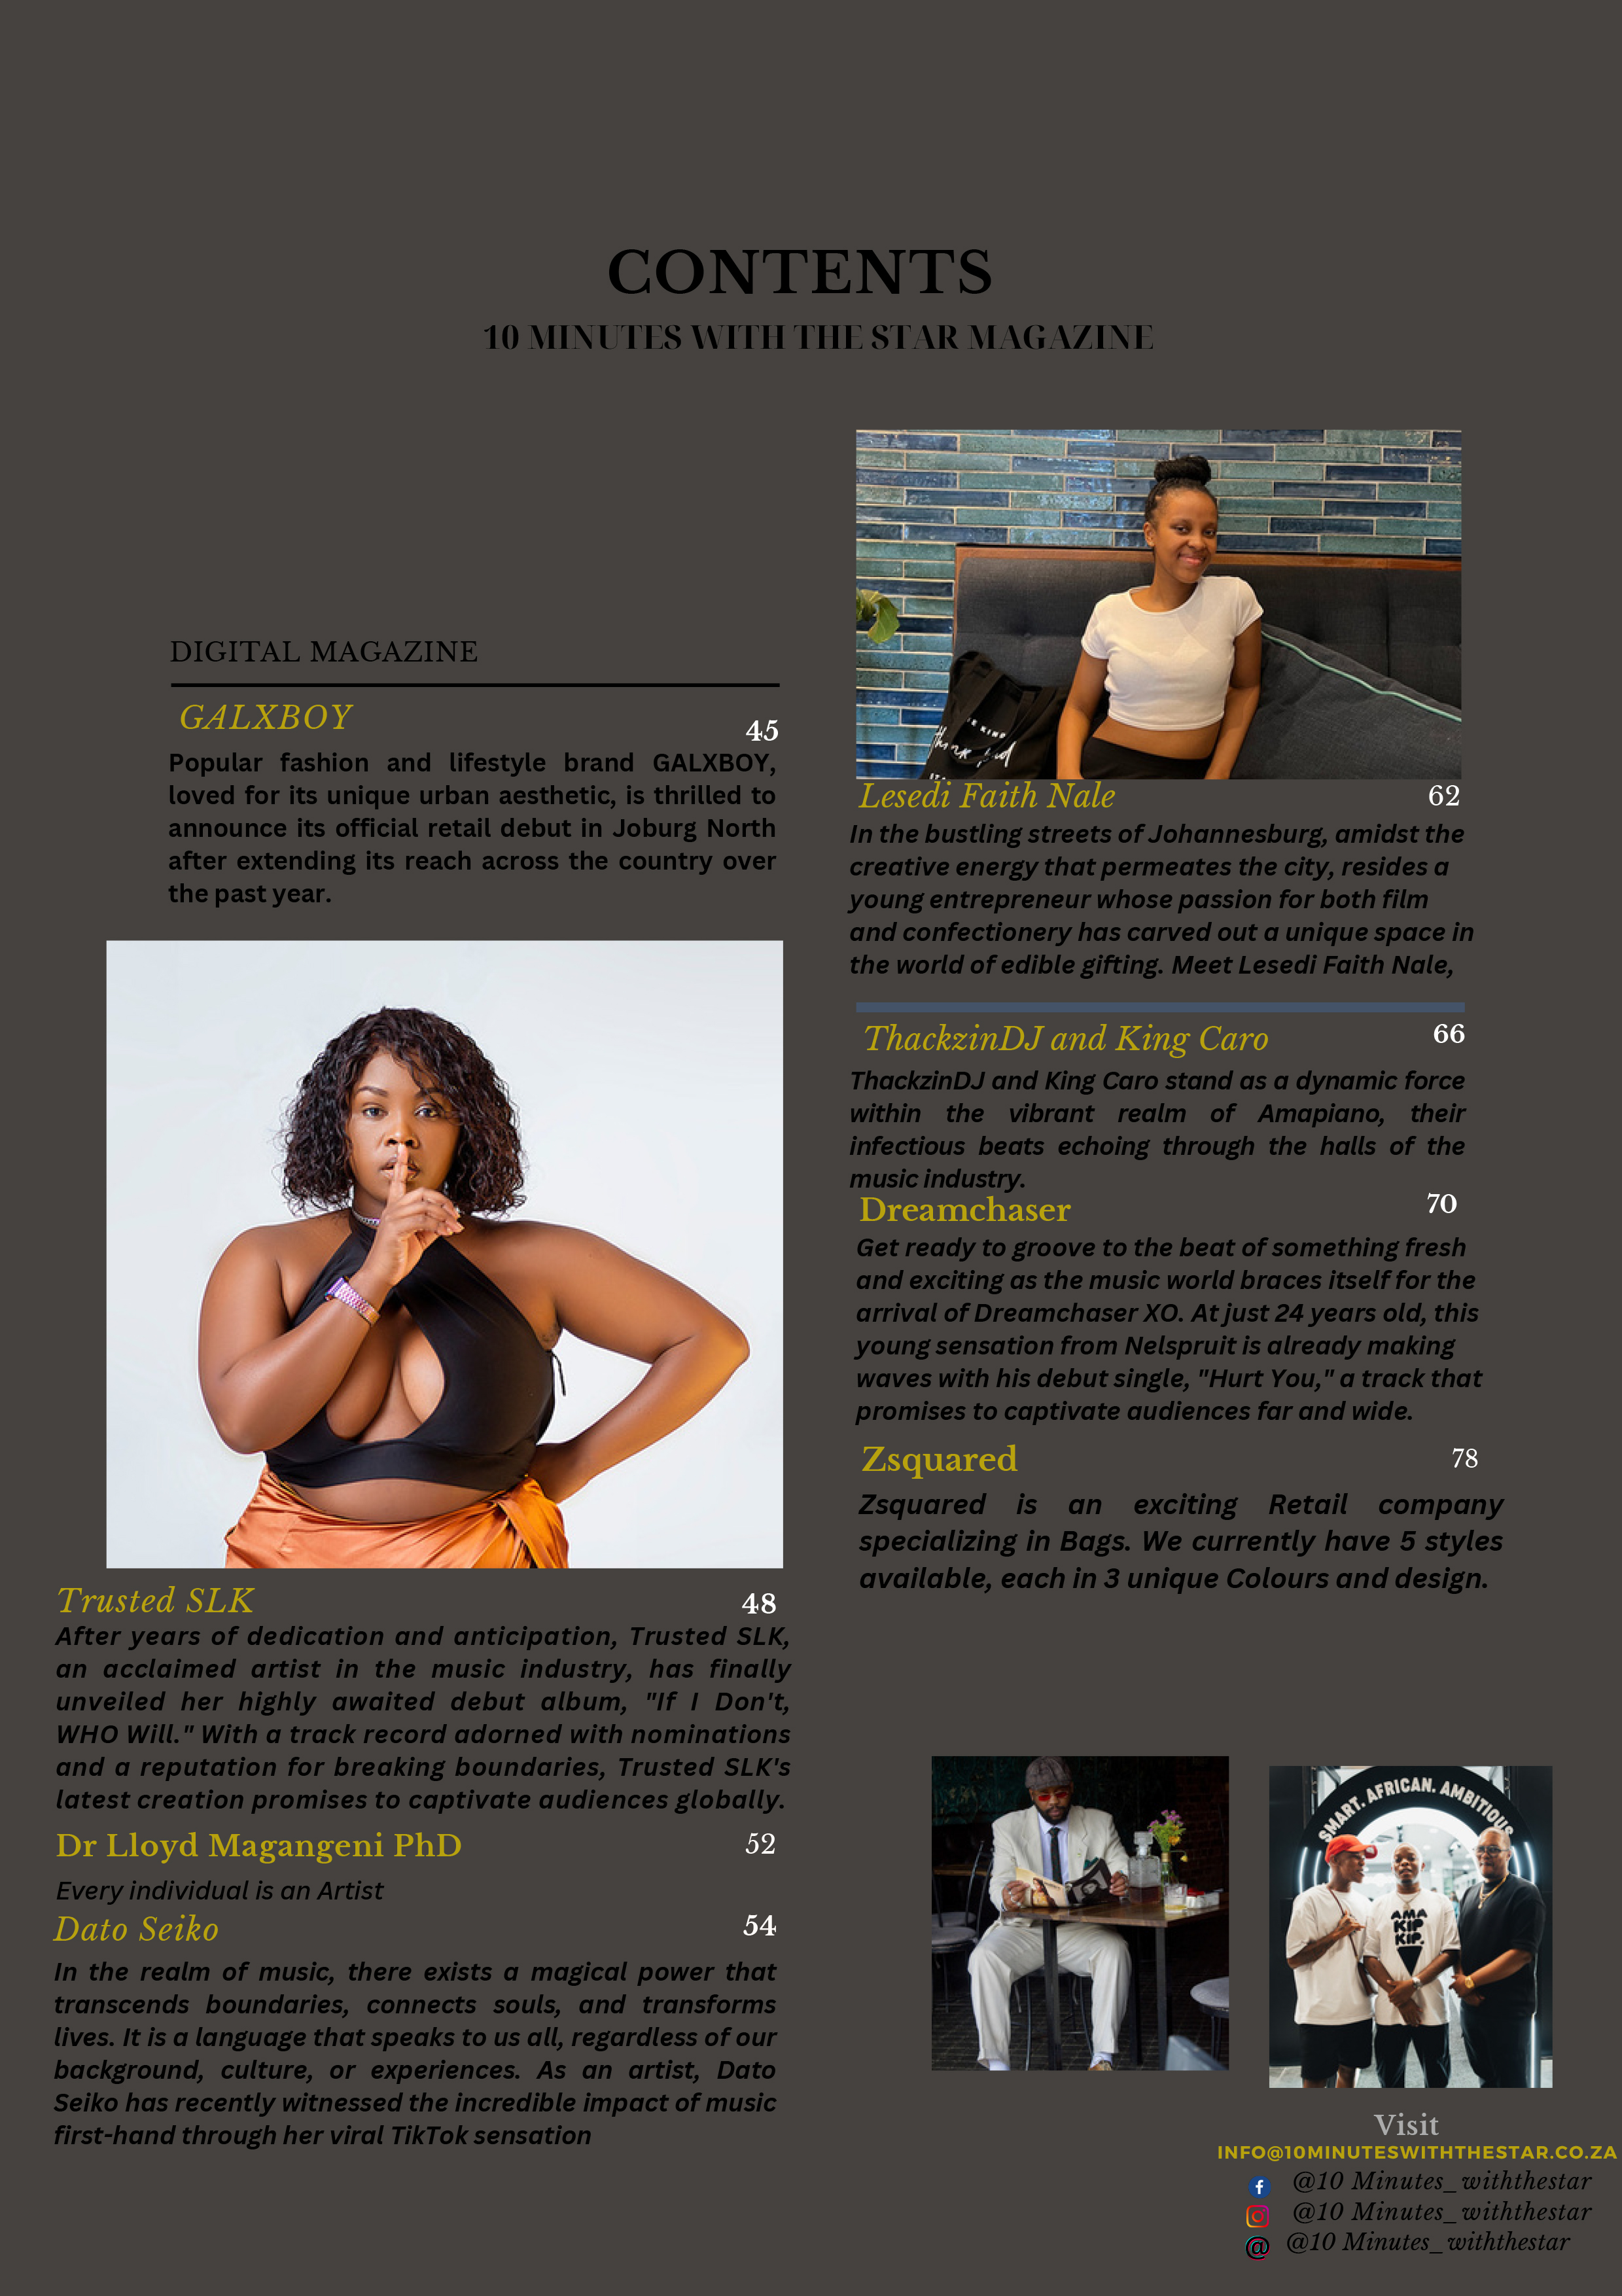 CONTENTS
10 MINUTES WITH THE STAR MAGAZINE
DIGITAL MAGAZINE
GALXBOY
45
Popular fashion and lifestyle brand GALXBOY,
loved for its unique urban aesthetic, is thrilled to
announce its official retail debut in Joburg North
after extending its reach across the country over
the past year.
Trusted SLK
48
After years of dedication and anticipation, Trusted SLK,
an acclaimed artist in the music industry, has finally
unveiled her highly awaited debut album, "If I Don't,
WHO Will." With a track record adorned with nominations
and a reputation for breaking boundaries, Trusted SLK's
latest creation promises to captivate audiences globally.
Dr Lloyd Magangeni PhD
52
Every individual is an Artist
Dato Seiko
54
In the realm of music, there exists a magical power that
transcends boundaries, connects souls, and transforms
lives. It is a language that speaks to us all, regardless of our
background, culture, or experiences. As an artist, Dato
Seiko has recently witnessed the incredible impact of music
first-hand through her viral TikTok sensation
Lesedi Faith Nale
62
In the bustling streets of Johannesburg, amidst the
creative energy that permeates the city, resides a
young entrepreneur whose passion for both film
and confectionery has carved out a unique space in
the world of edible gifting. Meet Lesedi Faith Nale,
ThackzinDJ and King Caro
66
ThackzinDJ and King Caro stand as a dynamic force
within the vibrant realm of Amapiano, their
infectious beats echoing through the halls of the
music industry.
Dreamchaser
70
Get ready to groove to the beat of something fresh
and exciting as the music world braces itself for the
arrival of Dreamchaser XO. At just 24 years old, this
young sensation from Nelspruit is already making
waves with his debut single, "Hurt You," a track that
promises to captivate audiences far and wide.
Zsquared
78
Zsquared is an exciting Retail company
specializing in Bags. We currently have 5 styles
available, each in 3 unique Colours and design.
SMART. AFRICAN. AMBITIOUS
AMA
KIP
KIP.
Visit
INFO@10MINUTESWITHTHESTAR.CO.ZA
@10 Minutes_withthestar
@10 Minutes_withthestar
@10 Minutes_withthestar